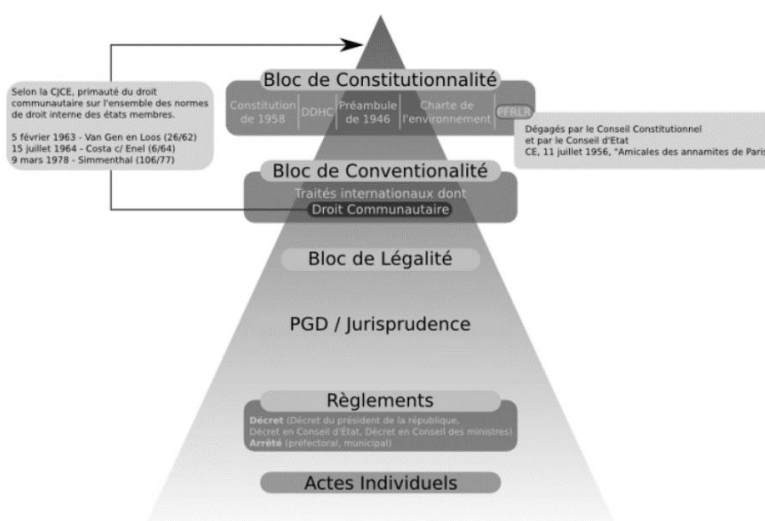 Bloc de Constitutionnalité
Constitution de 1958
DDHC
Préambule de 1946
Charte de l'environnement
PFRLR
Selon la CJCE, primauté du droit
communautaire sur l'ensemble des normes
de droit interne des états membres.
5 février 1963 - Van Gen en Loos (26/62)
15 juillet 1964 - Costa c/ Enel (6/64)
9 mars 1978 - Simmenthal (106/77)
Dégagés par le Conseil Constitutionnel
et par le Conseil d'Etat
CE, 11 juillet 1956, "Amicales des annamites de Paris
Bloc de Conventionalité
Traités internationaux dont
Droit Communautaire
Bloc de Légalité
PGD / Jurisprudence
Règlements
Décret (Décret du président de la république,
Décret en Conseil d'Etat, Décret en Conseil des ministres)
Arrêté (préfectoral, municipal)
Actes Individuels